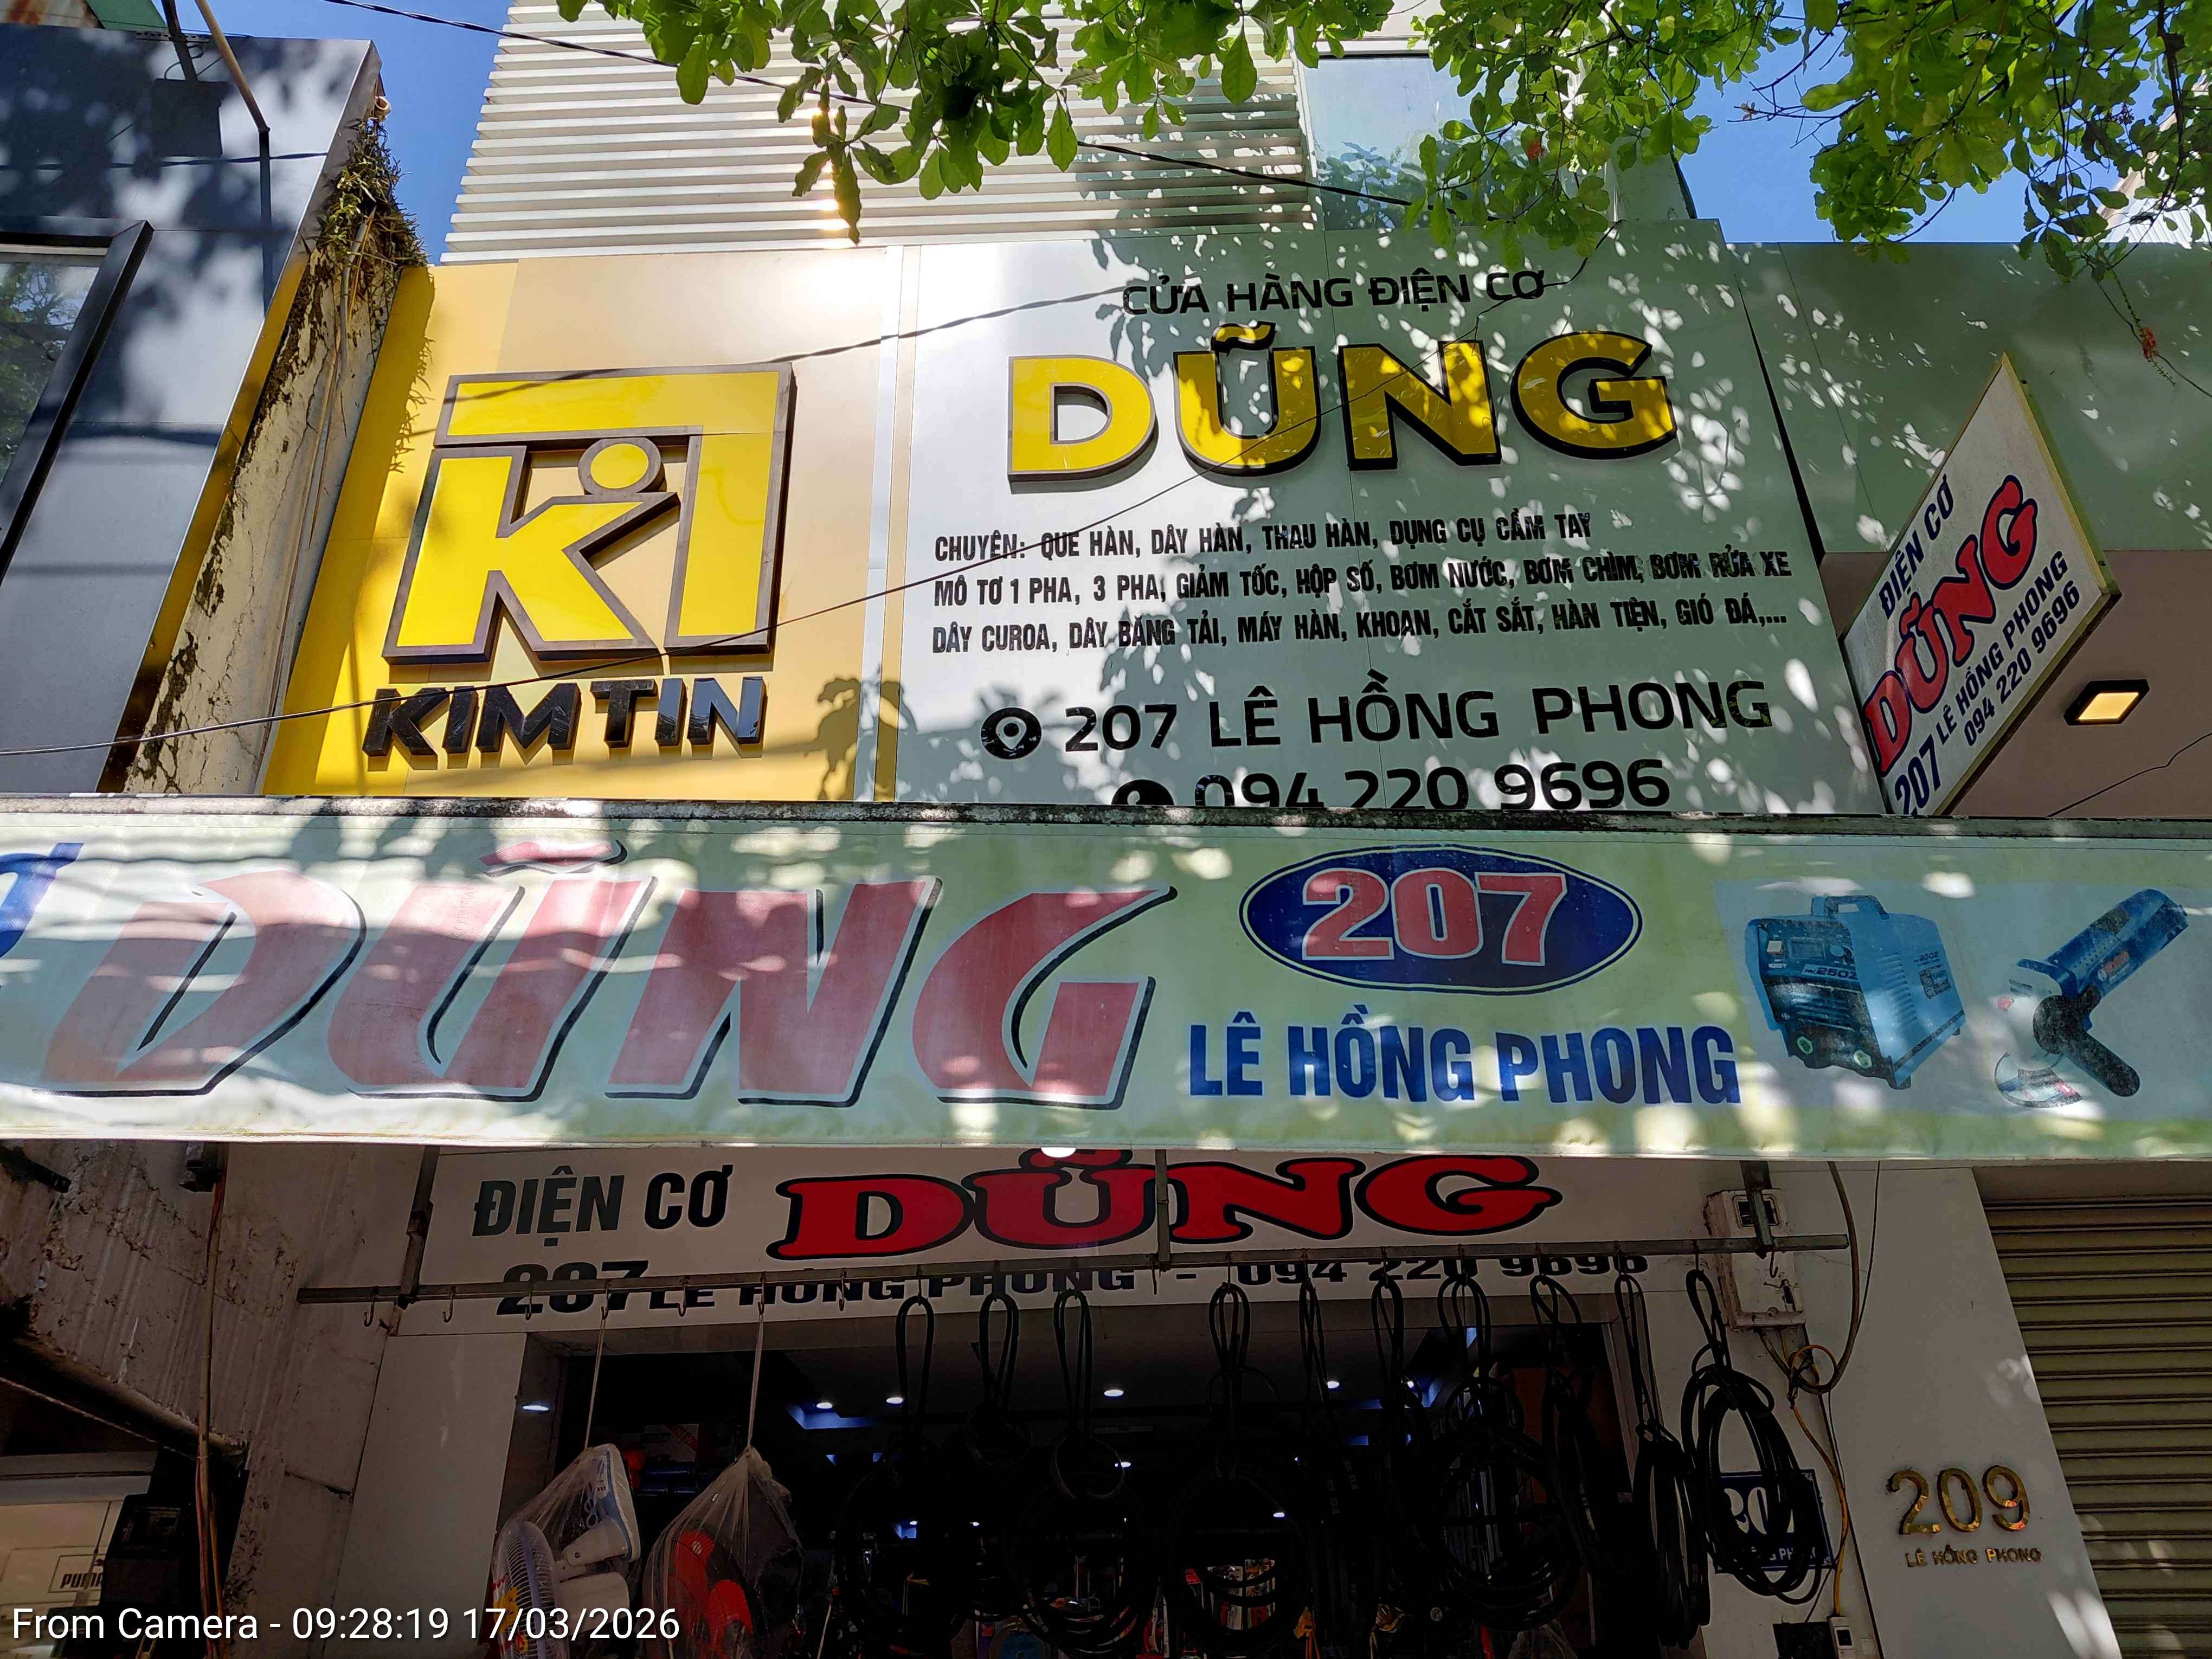 CỬA HÀNG ĐIỆN CƠ
DŨNG
KIM TÍN
CHUYÊN: QUE HÀN, DÂY HÀN, THAU HÀN, DỤNG CỤ CẦM TAY
MÔ TƠ 1 PHA, 3 PHA, GIẢM TỐC, HỘP SỐ, BƠM NƯỚC, BƠM CHÌM, BƠM RỬA XE
DÂY CUROA, DÂY BĂNG TẢI, MÁY HÀN, KHOAN, CẮT SẮT, HÀN TIỆN, GIÓ ĐÁ,...
207 LÊ HỒNG PHONG
094 220 9696
ĐIỆN CƠ
DŨNG
207 LÊ HỒNG PHONG
094 220 9696
DŨNG
207
LÊ HỒNG PHONG
ĐIỆN CƠ DŨNG
207 LÊ HỒNG PHONG - 094 220 9696
209
LÊ HỒNG PHONG
From Camera - 09:28:19 17/03/2026